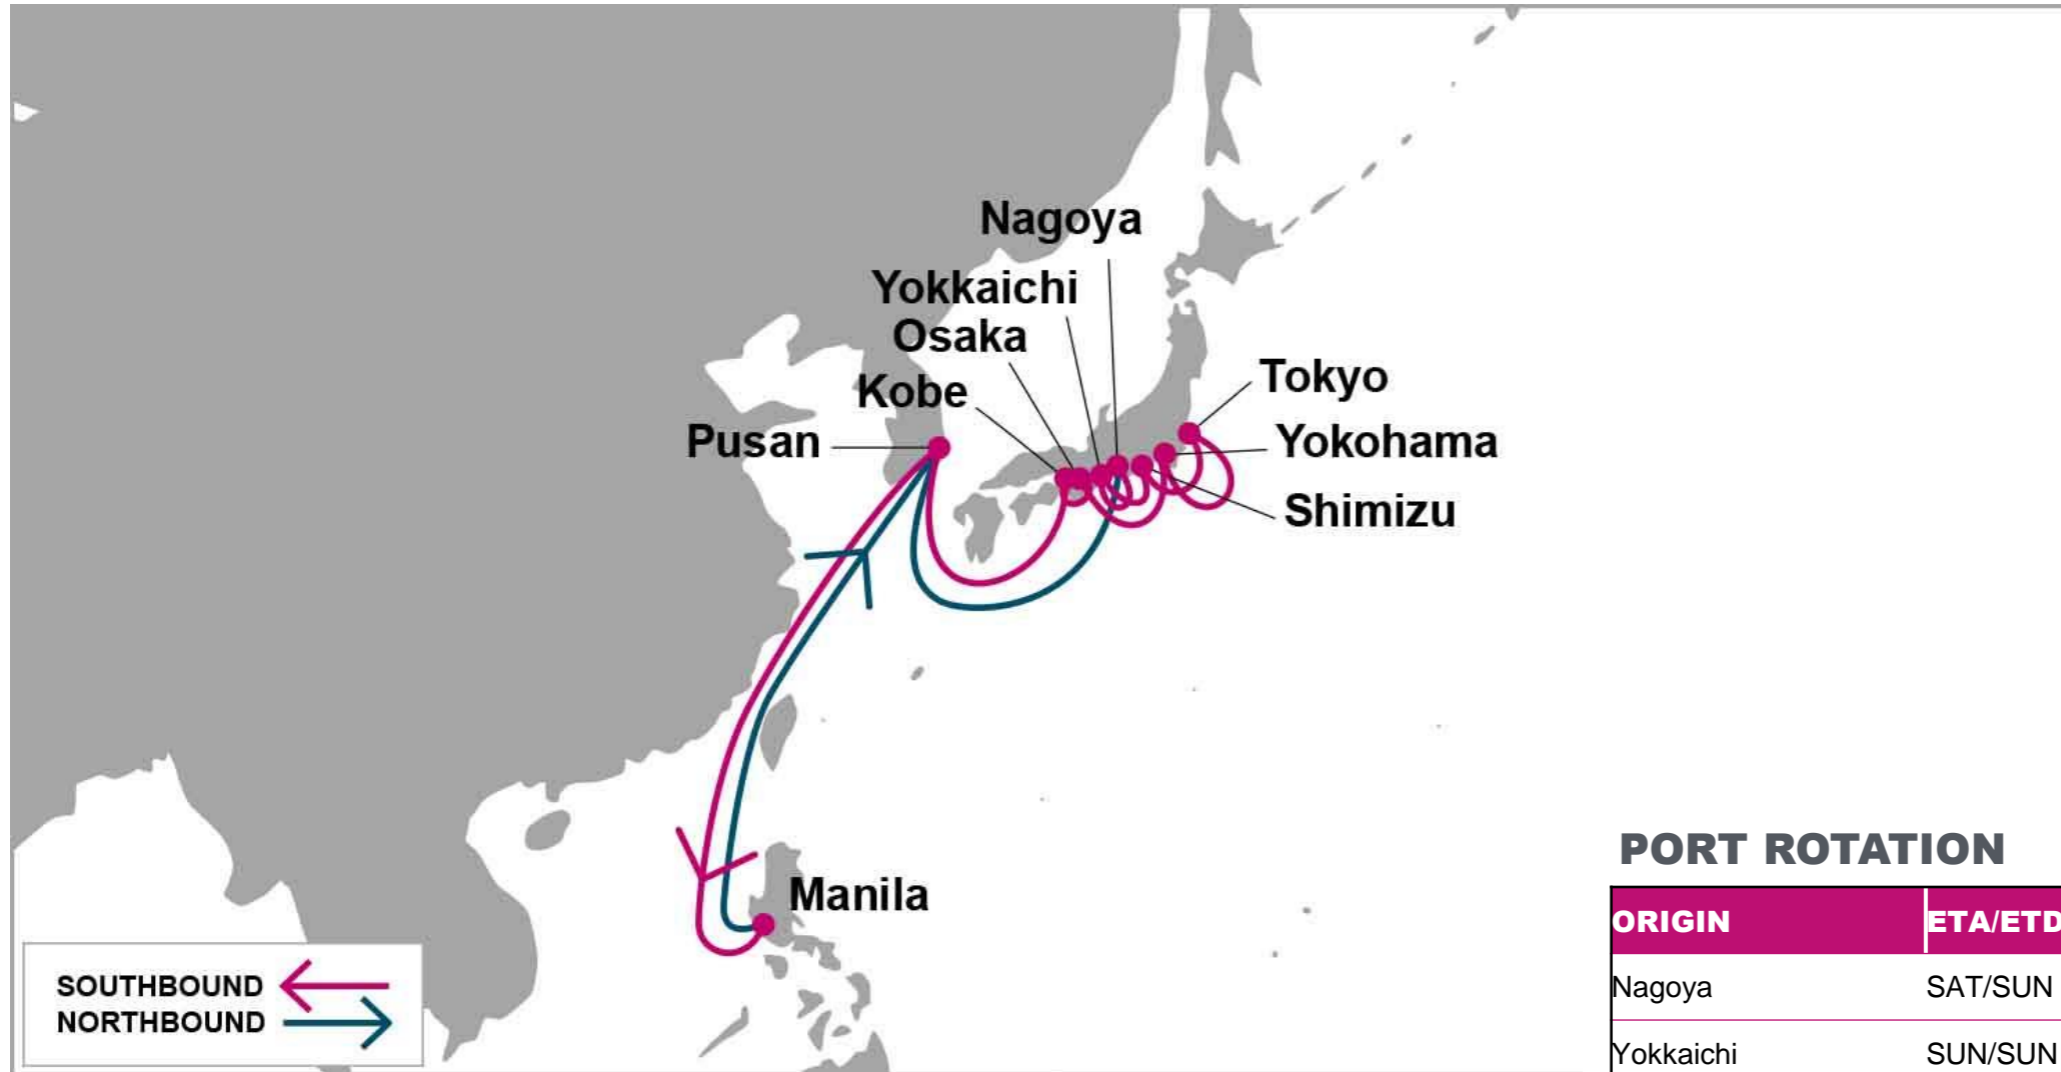 Nagoya
Yokkaichi
Osaka
Kobe
Tokyo
Pusan
Yokohama
Shimizu
Manila
SOUTHBOUND
NORTHBOUND
PORT ROTATION
ORIGIN ETA/ETD
Nagoya SAT/SUN
Yokkaichi SUN/SUN